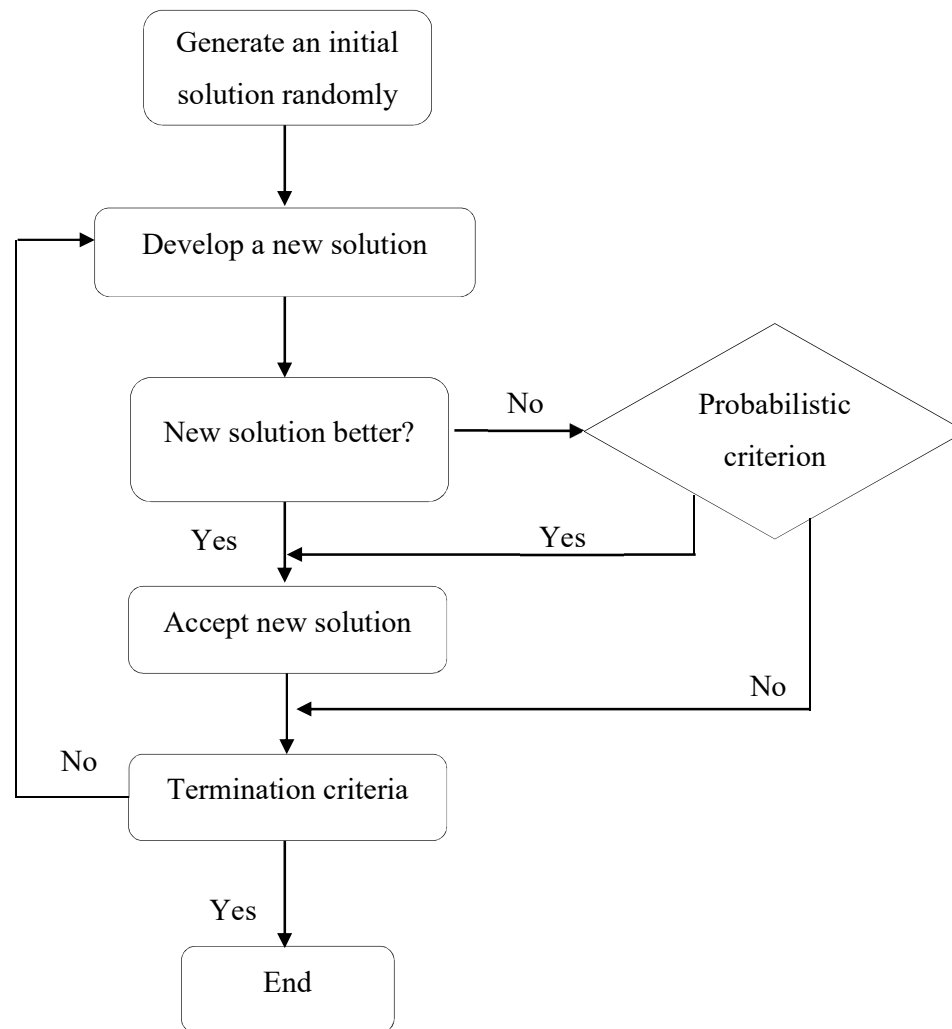 Generate an initial
solution randomly
Develop a new solution
New solution better?
No
Probabilistic
criterion
Yes
Yes
Accept new solution
No
No
Termination criteria
Yes
End